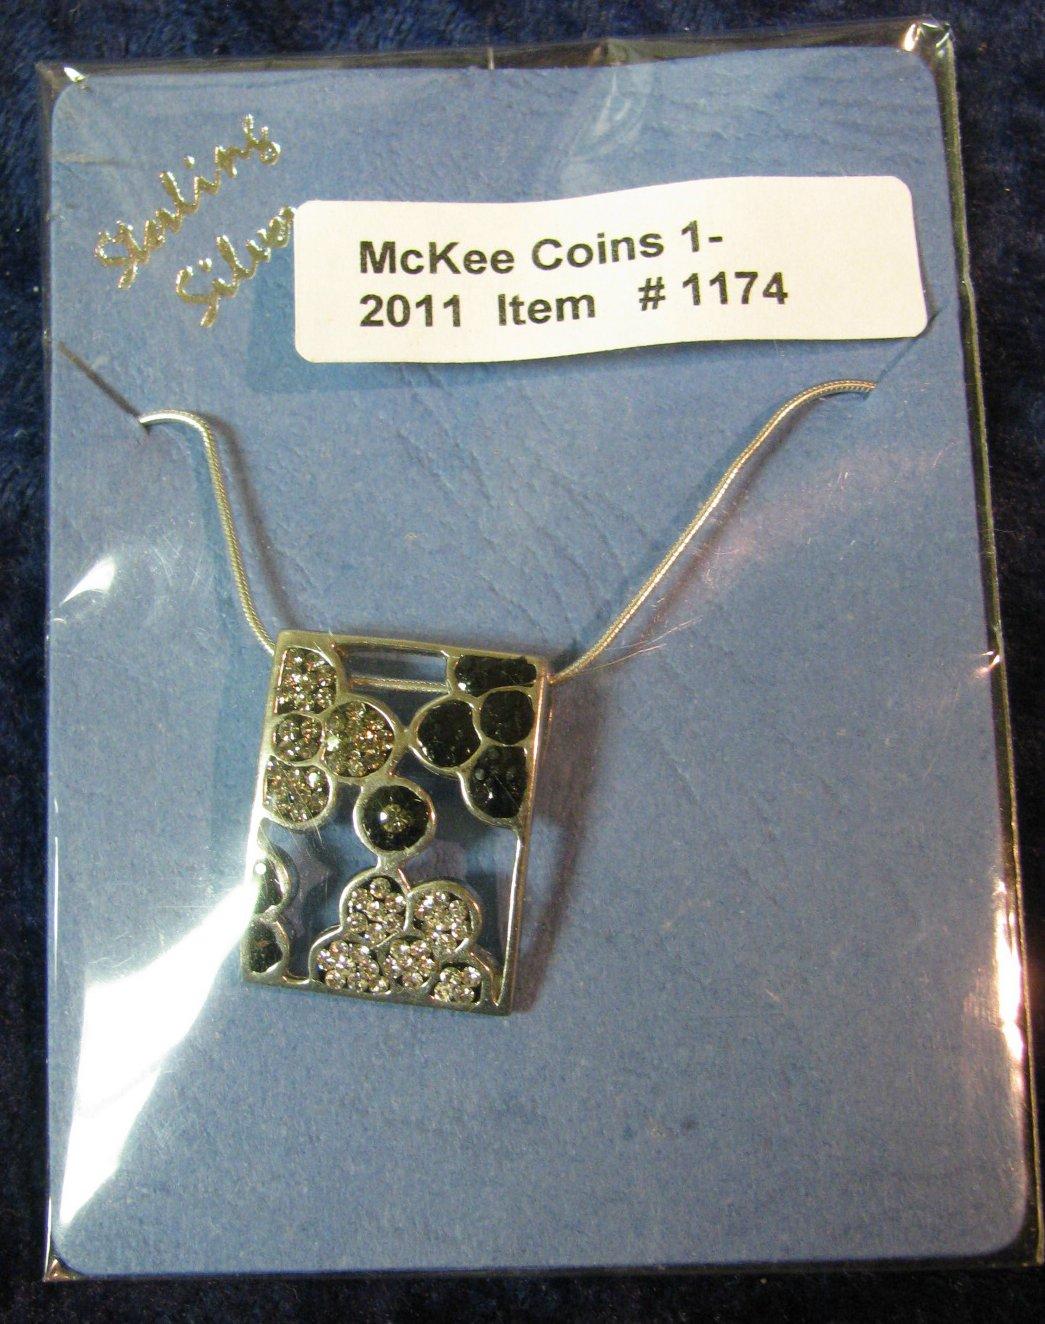 Sterling
Silver
McKee Coins 1-
2011 Item # 1174